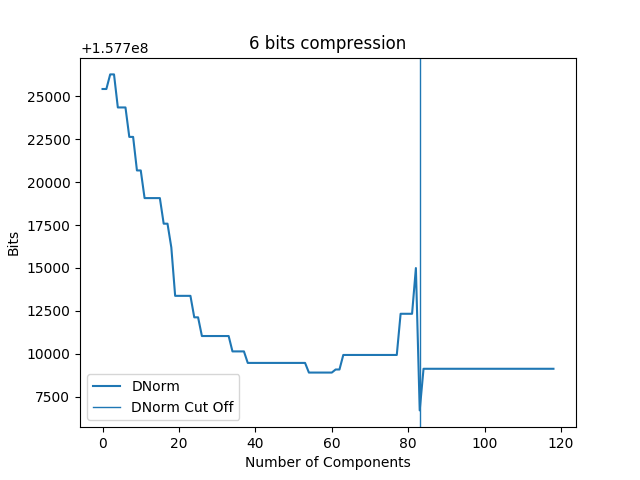 6 bits compression
+1.577e8
25000
22500
20000
17500
15000
12500
10000
7500
Bits
DNorm
DNorm Cut Off
0 20 40 60 80 100 120
Number of Components